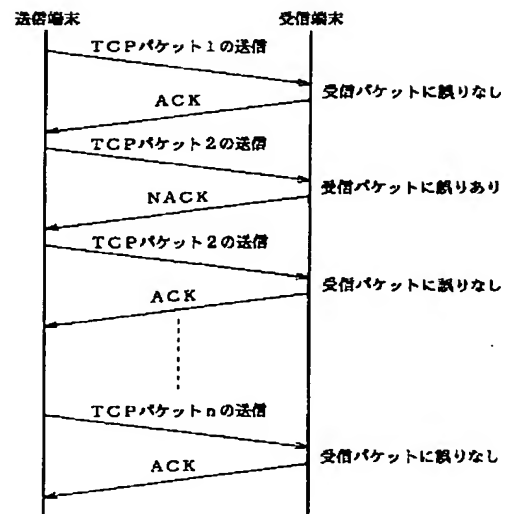 送信端末 受信端末
TCPパケット1の送信
受信パケットに誤りなし
ACK
TCPパケット2の送信
受信パケットに誤りあり
NACK
TCPパケット2の送信
受信パケットに誤りなし
ACK
TCPパケットnの送信
受信パケットに誤りなし
ACK